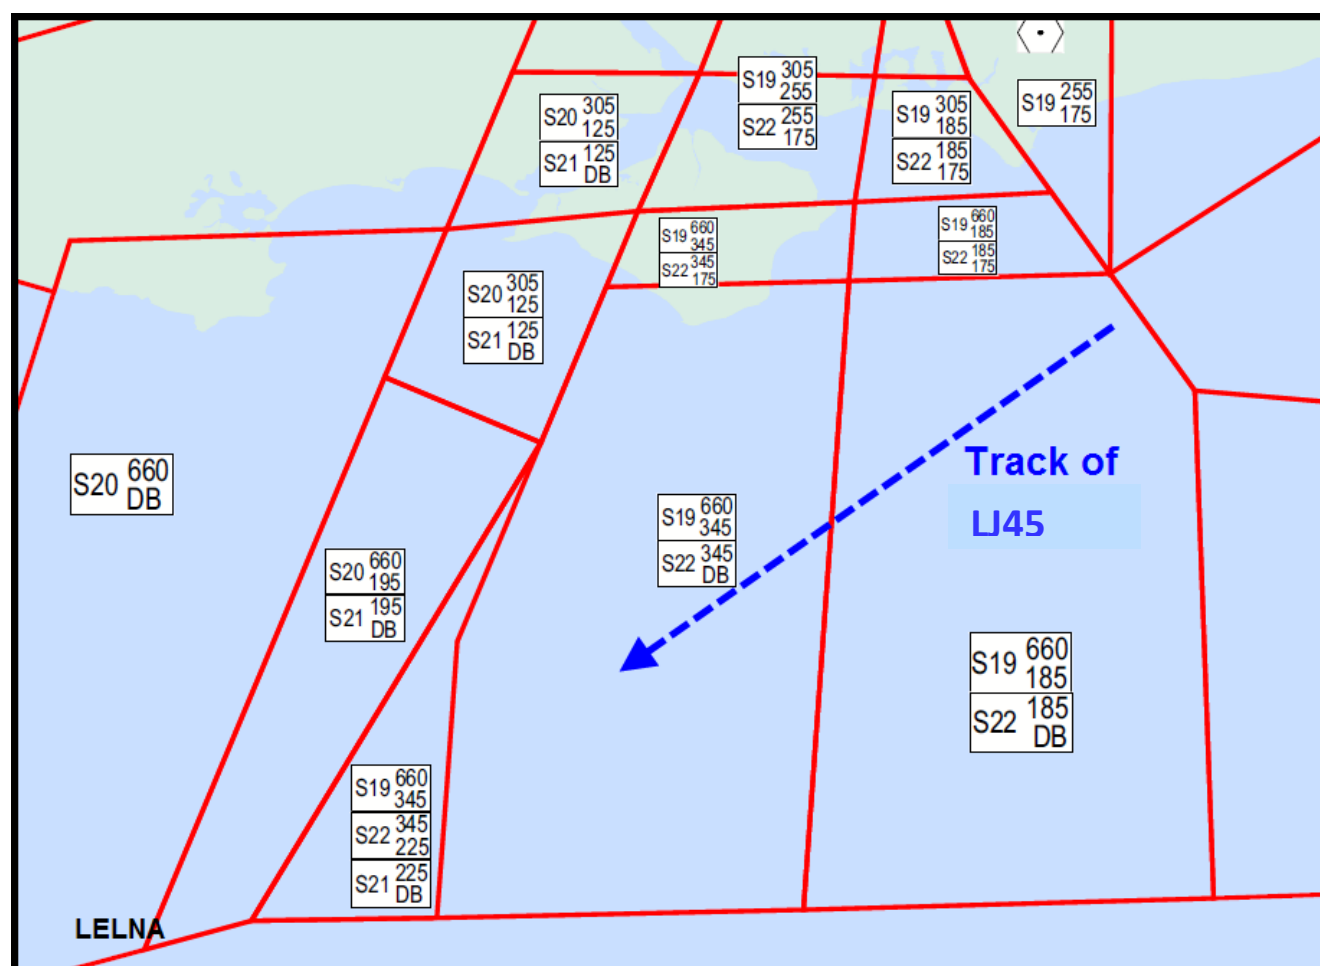 S19 305
255
S22 255
175
S19 255
175
S20 305
125
S21 125
DB
S19 305
185
S22 185
175
S19 660
345
S22 345
175
S19 660
185
S22 185
175
S20 305
125
S21 125
DB
S20 660
DB
Track of
LJ45
S19 660
345
S22 345
DB
S20 660
195
S21 195
DB
S19 660
185
S22 185
DB
S19 660
345
S22 345
225
S21 225
DB
LELNA